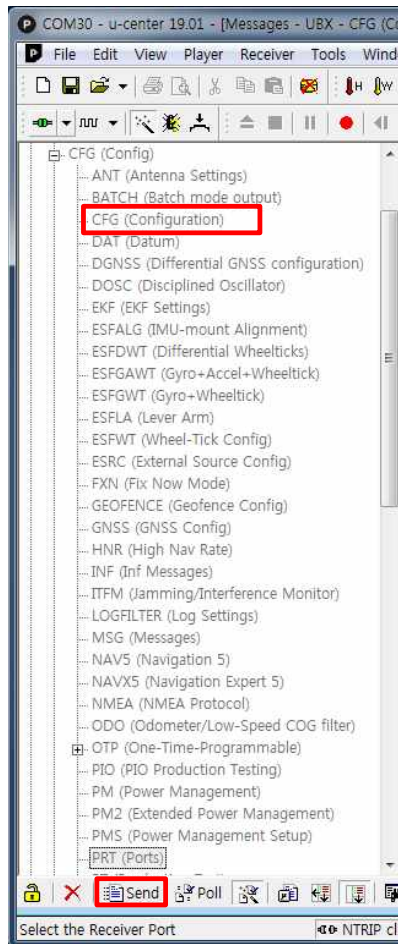 COM30 - u-center 19.01 - [Messages - UBX - CFG (Co
File Edit View Player Receiver Tools Wind
CFG (Config)
ANT (Antenna Settings)
BATCH (Batch mode output)
CFG (Configuration)
DAT (Datum)
DGNSS (Differential GNSS configuration)
DOSC (Disciplined Oscillator)
EKF (EKF Settings)
ESFALG (IMU-mount Alignment)
ESFDWT (Differential Wheelticks)
ESFGAWT (Gyro+Accel+Wheeltick)
ESFGWT (Gyro+Wheeltick)
ESFLA (Lever Arm)
ESFWT (Wheel-Tick Config)
ESRC (External Source Config)
FXN (Fix Now Mode)
GEOFENCE (Geofence Config)
GNSS (GNSS Config)
HNR (High Nav Rate)
INF (Inf Messages)
ITFM (Jamming/Interference Monitor)
LOGFILTER (Log Settings)
MSG (Messages)
NAV5 (Navigation 5)
NAVX5 (Navigation Expert 5)
NMEA (NMEA Protocol)
ODO (Odometer/Low-Speed COG filter)
OTP (One-Time-Programmable)
PIO (PIO Production Testing)
PM (Power Management)
PM2 (Extended Power Management)
PMS (Power Management Setup)
PRT (Ports)
Send Poll
Select the Receiver Port NTRIP cl